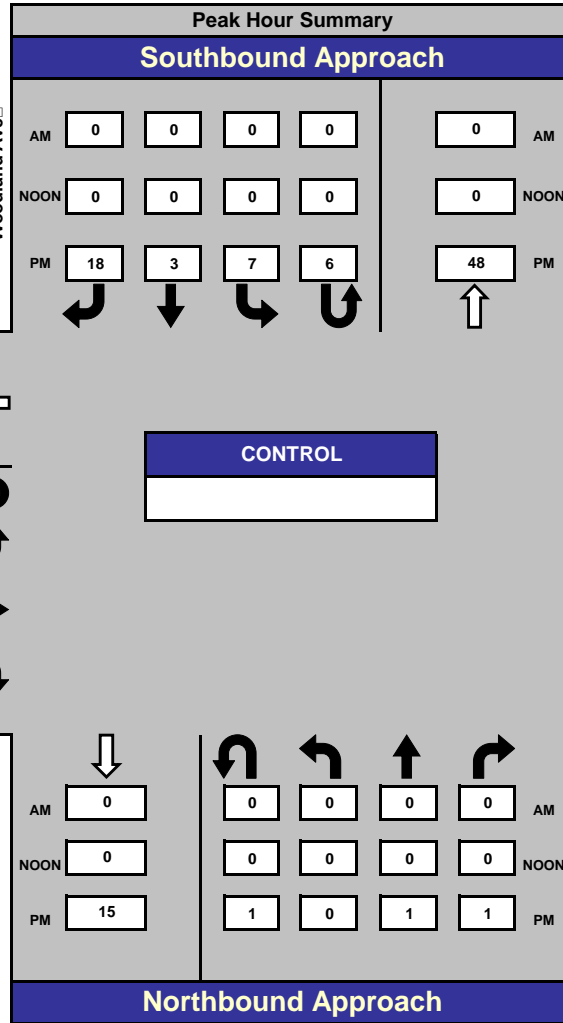 Peak Hour Summary
Southbound Approach
AM 0 0 0 0 0 AM
NOON 0 0 0 0 0 NOON
PM 18 3 7 6 48 PM
CONTROL
AM 0 0 0 0 0 AM
NOON 0 0 0 0 0 NOON
PM 15 1 0 1 1 PM
Northbound Approach